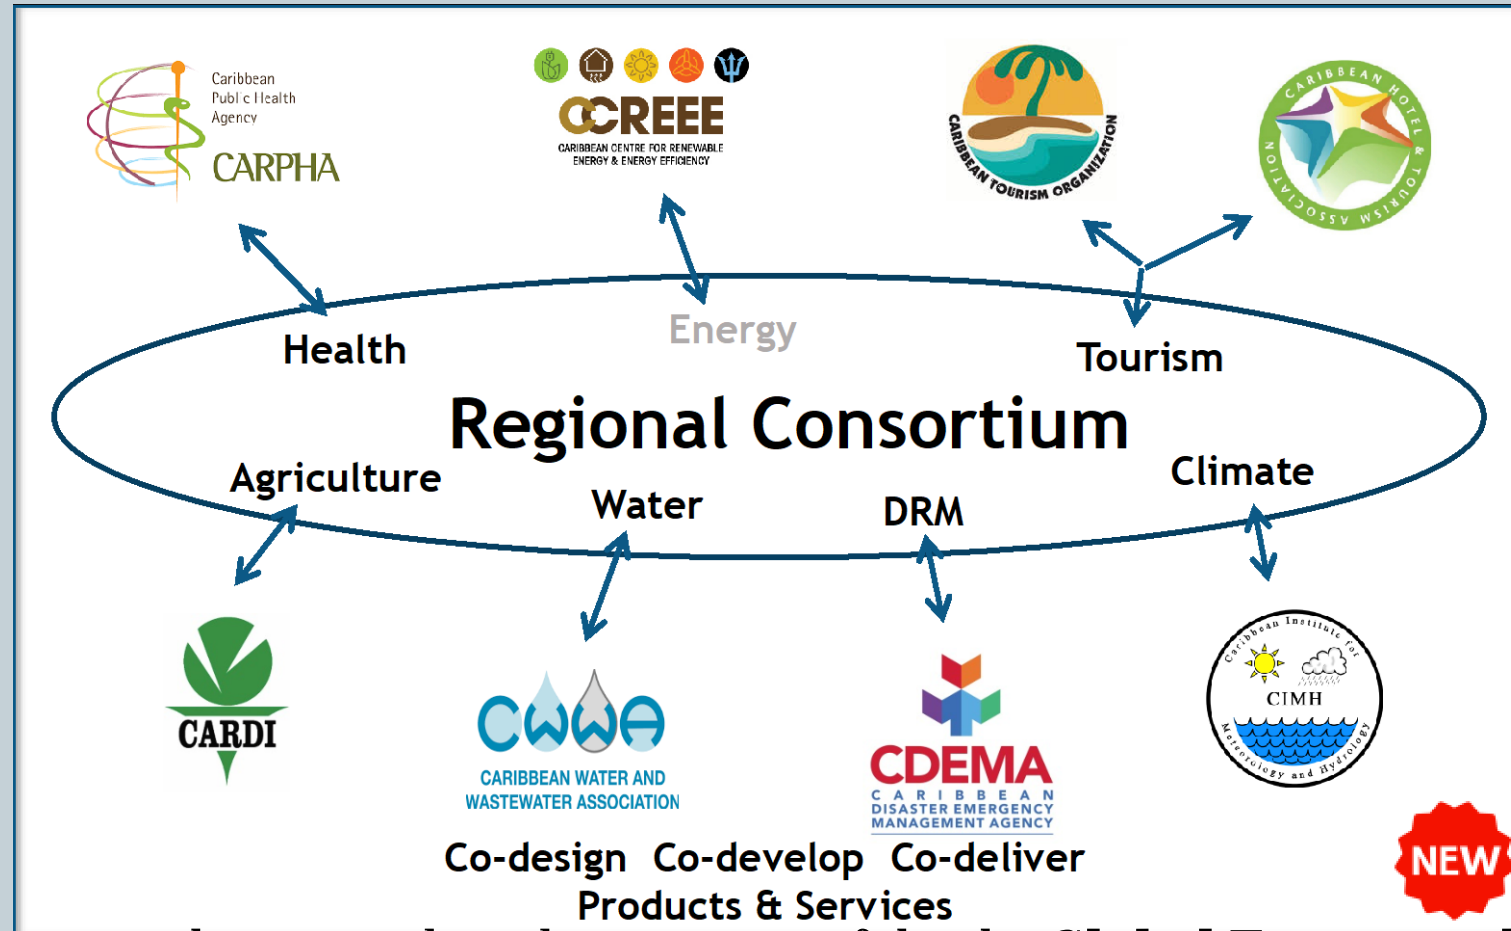 Caribbean
Public Health
Agency
CARPHA
CCREEE
CARIBBEAN CENTRE FOR RENEWABLE
ENERGY & ENERGY EFFICIENCY
CARIBBEAN TOURISM ORGANIZATION
CARIBBEAN HOTEL & TOURISM ASSOCIATION
Health
Energy
Tourism
Regional Consortium
Agriculture
Water
DRM
Climate
CARDI
CWWA
CARIBBEAN WATER AND
WASTEWATER ASSOCIATION
CDEMA
CARIBBEAN
DISASTER EMERGENCY
MANAGEMENT AGENCY
Caribbean Institute for
CIMH
Meteorology and Hydrology
Co-design Co-develop Co-deliver
Products & Services
NEW